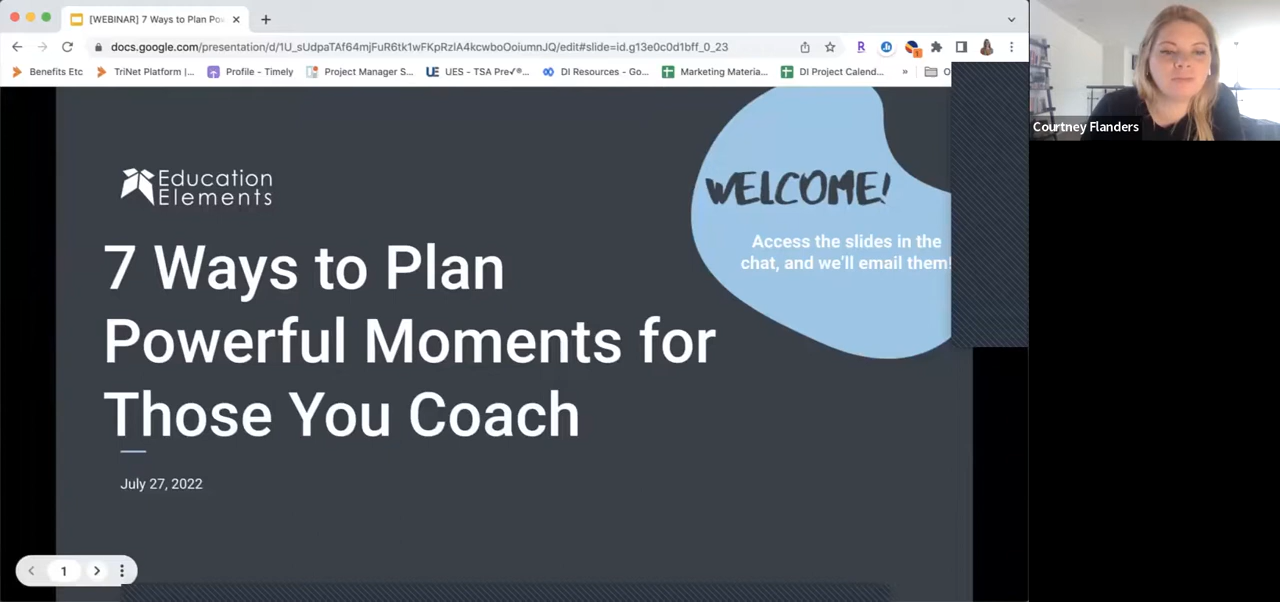 [WEBINAR] 7 Ways to Plan Po
docs.google.com/presentation/d/1U_sUdpaTAf64mjFuR6tk1wFKpRzlA4kcwboOoiumnJQ/edit#slide=id.g13e0c0d1bff_0_23
Benefits Etc
TriNet Platform |...
Profile - Timely
Project Manager S...
UES - TSA Pre✓®...
DI Resources - Go...
Marketing Materia...
DI Project Calend...
»
Courtney Flanders
Education
Elements
WELCOME!
Access the slides in the
chat, and we'll email them!
7 Ways to Plan
Powerful Moments for
Those You Coach
July 27, 2022
1